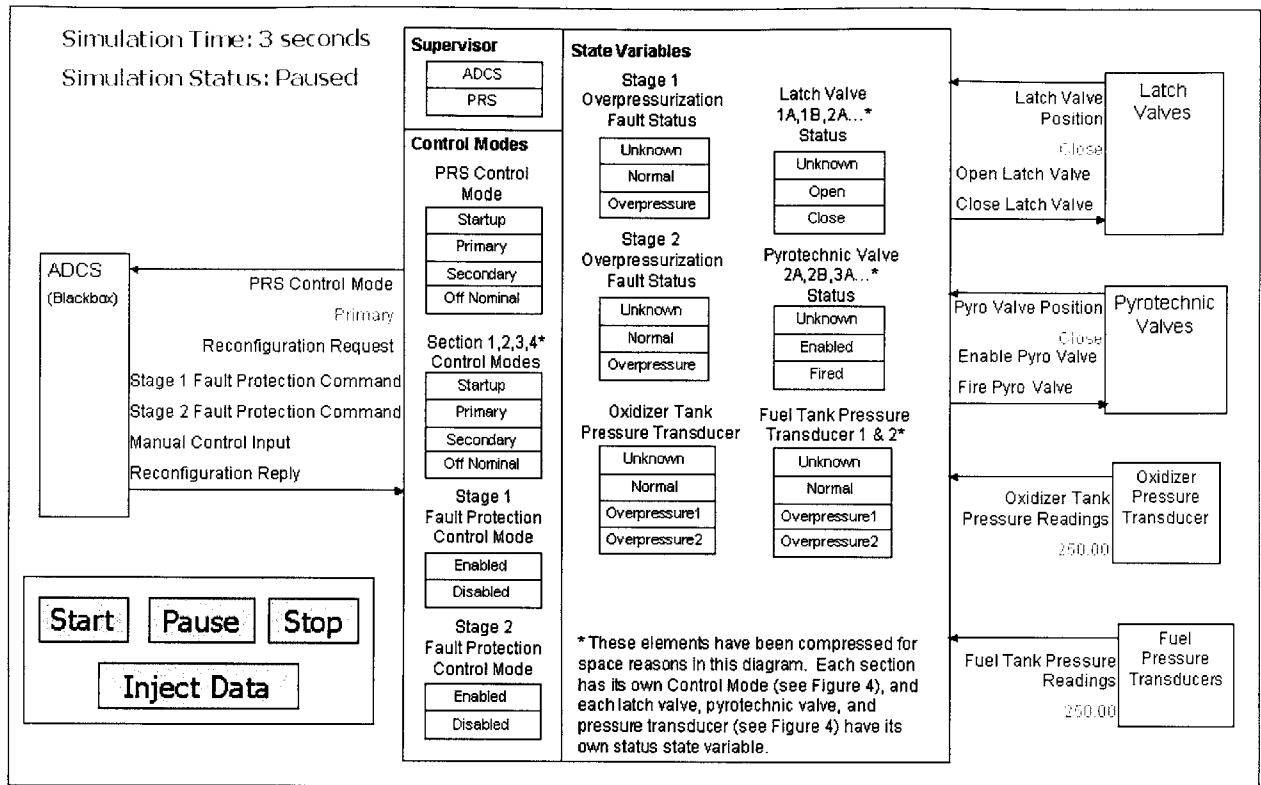 Simulation Time: 3 seconds
Simulation Status: Paused
Supervisor
ADCS
PRS
Control Modes
PRS Control
Mode
Startup
Primary
Secondary
Off Nominal
Section 1,2,3,4*
Control Modes
Startup
Primary
Secondary
Off Nominal
Stage 1
Fault Protection
Control Mode
Enabled
Disabled
Stage 2
Fault Protection
Control Mode
Enabled
Disabled
State Variables
Stage 1
Overpressurization
Fault Status
Unknown
Normal
Overpressure
Stage 2
Overpressurization
Fault Status
Unknown
Normal
Overpressure
Oxidizer Tank
Pressure Transducer
Unknown
Normal
Overpressure1
Overpressure2
Latch Valve
1A,1B,2A...*
Status
Unknown
Open
Close
Pyrotechnic Valve
2A,2B,3A...*
Status
Unknown
Enabled
Fired
Fuel Tank Pressure
Transducer 1 & 2*
Unknown
Normal
Overpressure1
Overpressure2
* These elements have been compressed for
space reasons in this diagram. Each section
has its own Control Mode (see Figure 4), and
each latch valve, pyrotechnic valve, and
pressure transducer (see Figure 4) have its
own status state variable.
ADCS
(Blackbox)
PRS Control Mode
Primary
Reconfiguration Request
Stage 1 Fault Protection Command
Stage 2 Fault Protection Command
Manual Control Input
Reconfiguration Reply
Start
Pause
Stop
Inject Data
Latch Valve
Position
Close
Open Latch Valve
Close Latch Valve
Latch
Valves
Pyro Valve Position
Close
Enable Pyro Valve
Fire Pyro Valve
Pyrotechnic
Valves
Oxidizer Tank
Pressure Readings
250.00
Oxidizer
Pressure
Transducer
Fuel Tank Pressure
Readings
250.00
Fuel
Pressure
Transducers